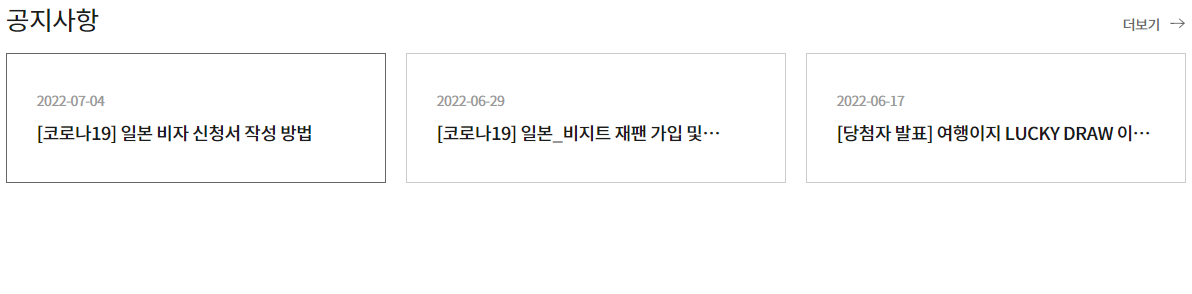 공지사항
더보기 →
2022-07-04
[코로나19] 일본 비자 신청서 작성 방법
2022-06-29
[코로나19] 일본_비지트 재팬 가입 및…
2022-06-17
[당첨자 발표] 여행이지 LUCKY DRAW 이…